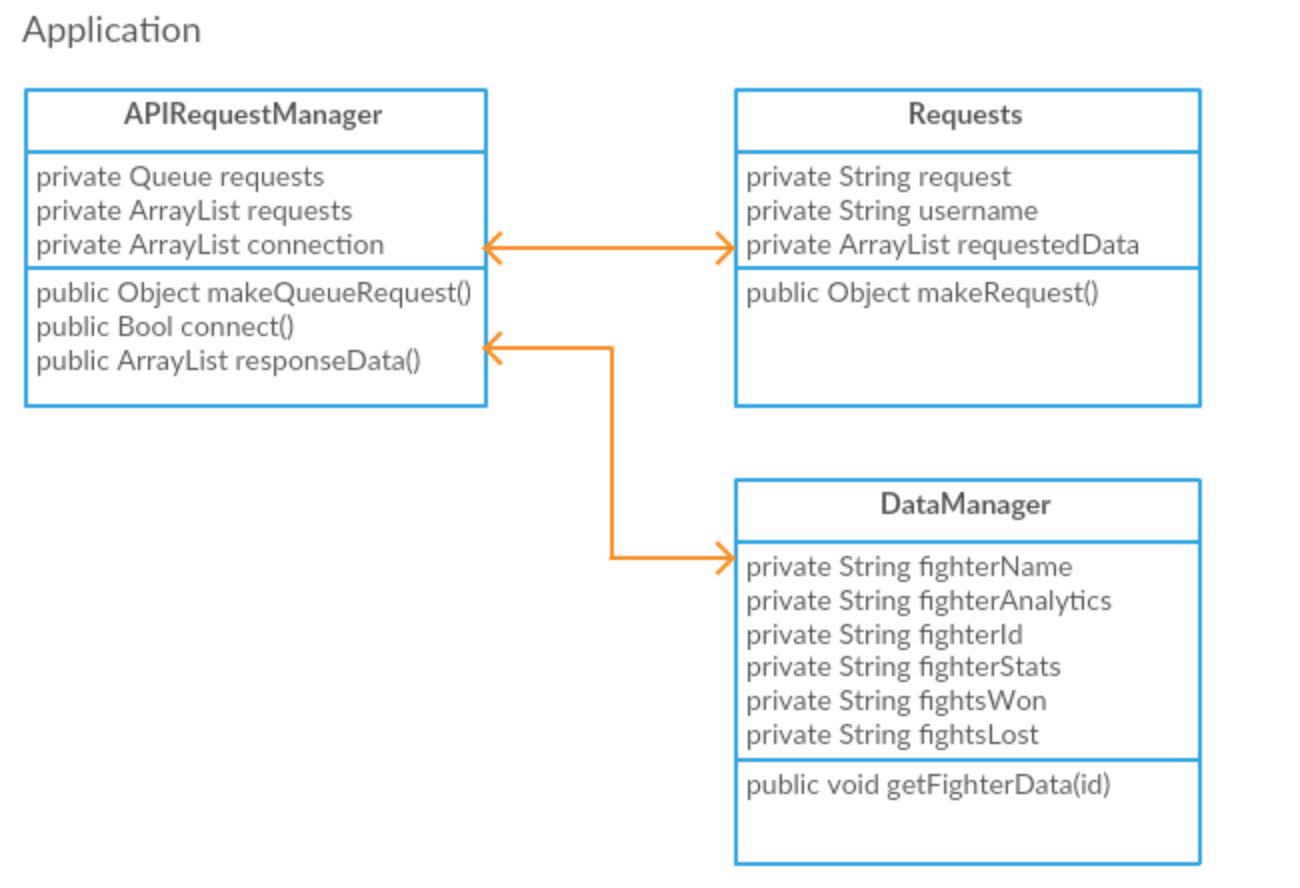 Application
APIRequestManager
private Queue requests
private ArrayList requests
private ArrayList connection
public Object makeQueueRequest()
public Bool connect()
public ArrayList responseData()
Requests
private String request
private String username
private ArrayList requestedData
public Object makeRequest()
DataManager
private String fighterName
private String fighterAnalytics
private String fighterId
private String fighterStats
private String fightsWon
private String fightsLost
public void getFighterData(id)